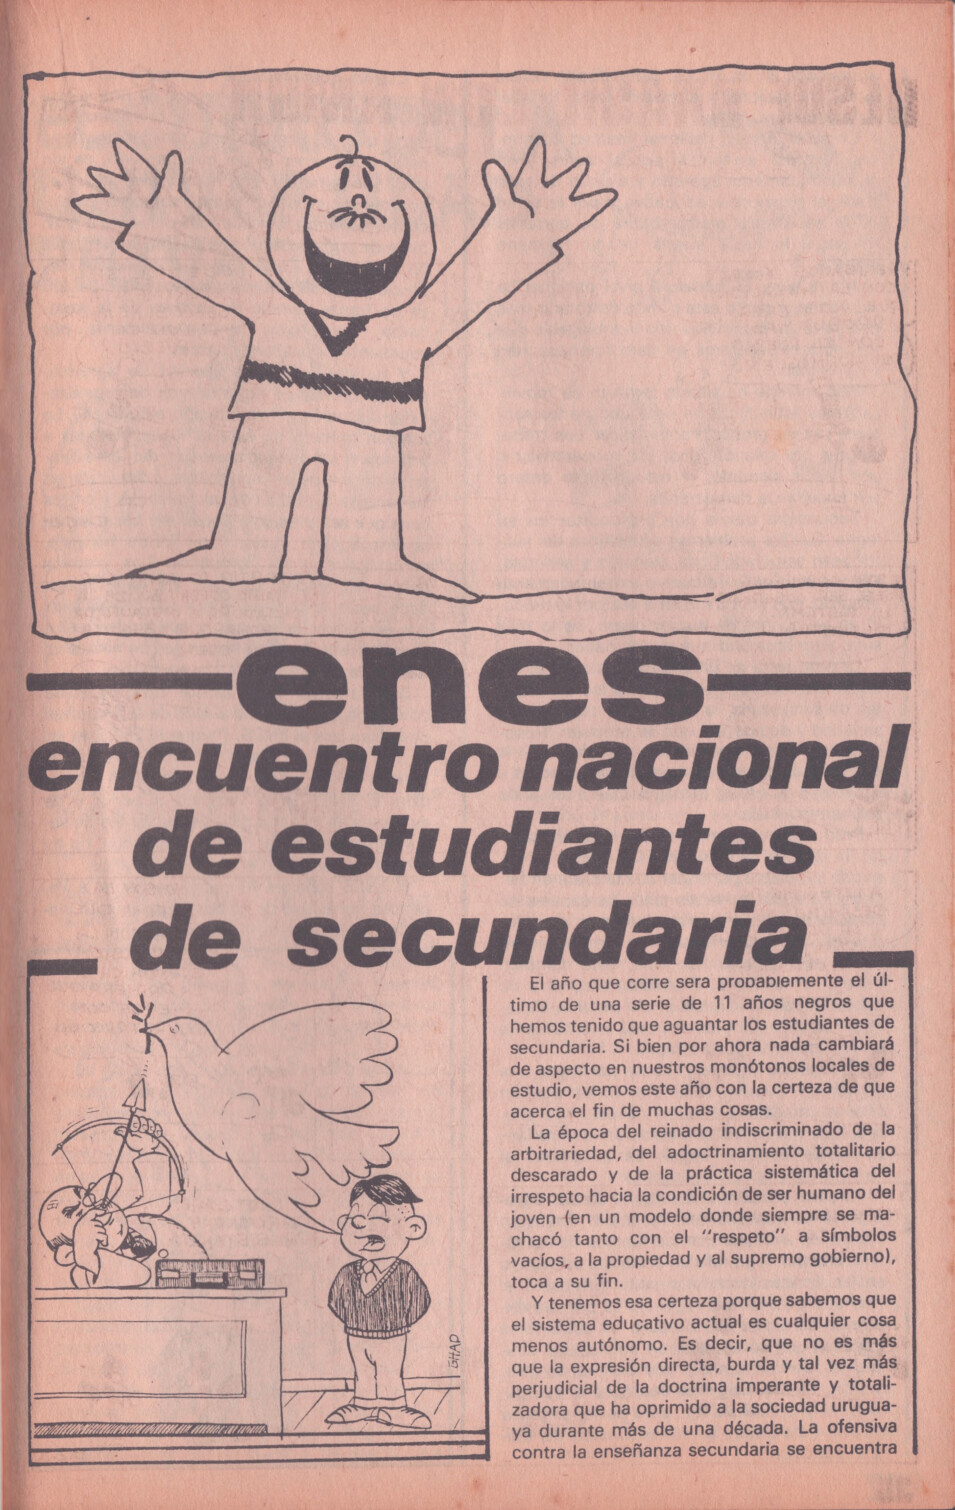 enes
encuentro nacional
de estudiantes
de secundaria
El año que corre sera probablemente el úl-
timo de una serie de 11 años negros que
hemos tenido que aguantar los estudiantes de
secundaria. Si bien por ahora nada cambiará
de aspecto en nuestros monótonos locales de
estudio, vemos este año con la certeza de que
acerca el fin de muchas cosas.
La época del reinado indiscriminado de la
arbitrariedad, del adoctrinamiento totalitario
descarado y de la práctica sistemática del
irrespeto hacia la condición de ser humano del
joven (en un modelo donde siempre se ma-
chacó tanto con el "respeto" a símbolos
vacíos, a la propiedad y al supremo gobierno),
toca a su fin.
Y tenemos esa certeza porque sabemos que
el sistema educativo actual es cualquier cosa
menos autónomo. Es decir, que no es más
que la expresión directa, burda y tal vez más
perjudicial de la doctrina imperante y totali-
zadora que ha oprimido a la sociedad urugua-
ya durante más de una década. La ofensiva
contra la enseñanza secundaria se encuentra